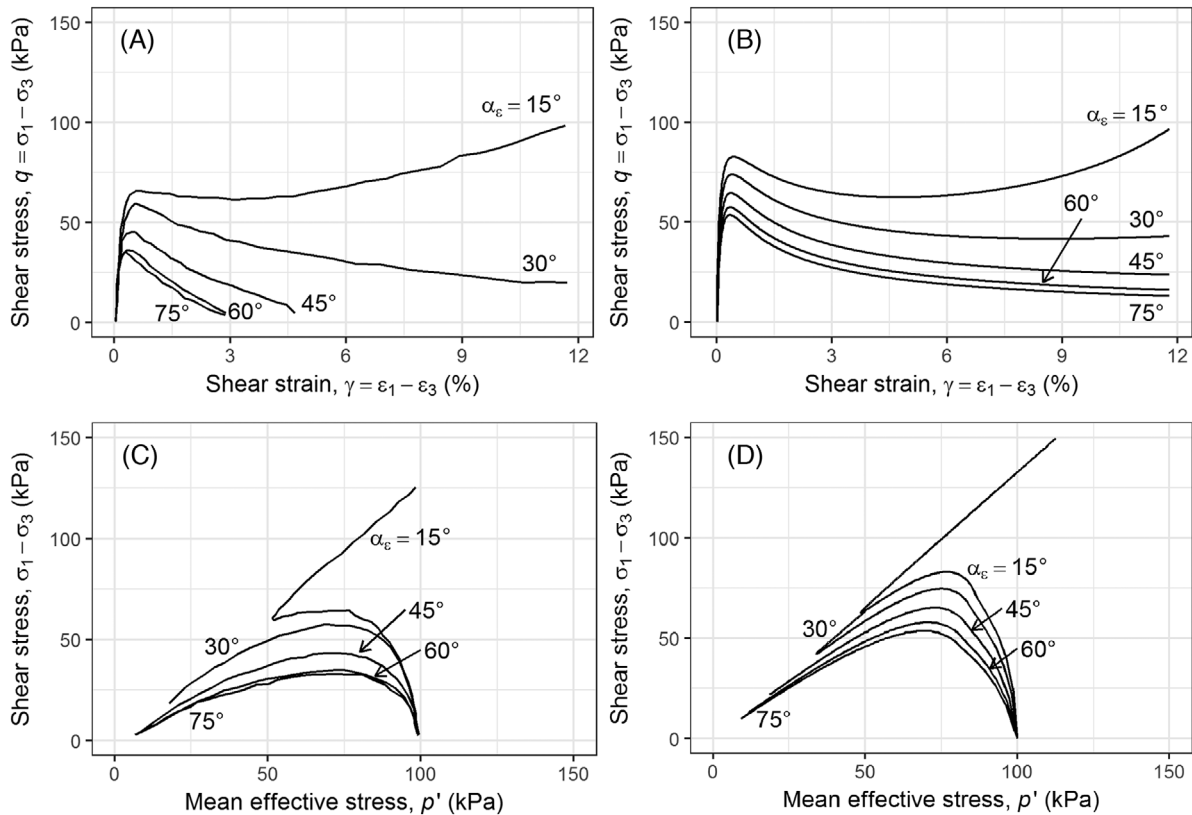 (A)
Shear stress, q = σ1 − σ3 (kPa)
150
100
50
0
αε = 15°
30°
45°
60°
75°
0 3 6 9 12
Shear strain, γ = ε1 − ε3 (%)
(B)
Shear stress, q = σ1 − σ3 (kPa)
150
100
50
0
αε = 15°
60°
30°
45°
75°
0 3 6 9 12
Shear strain, γ = ε1 − ε3 (%)
(C)
Shear stress, σ1 − σ3 (kPa)
150
100
50
0
αε = 15°
45°
30°
60°
75°
0 50 100 150
Mean effective stress, p' (kPa)
(D)
Shear stress, σ1 − σ3 (kPa)
150
100
50
0
αε = 15°
45°
30°
60°
75°
0 50 100 150
Mean effective stress, p' (kPa)